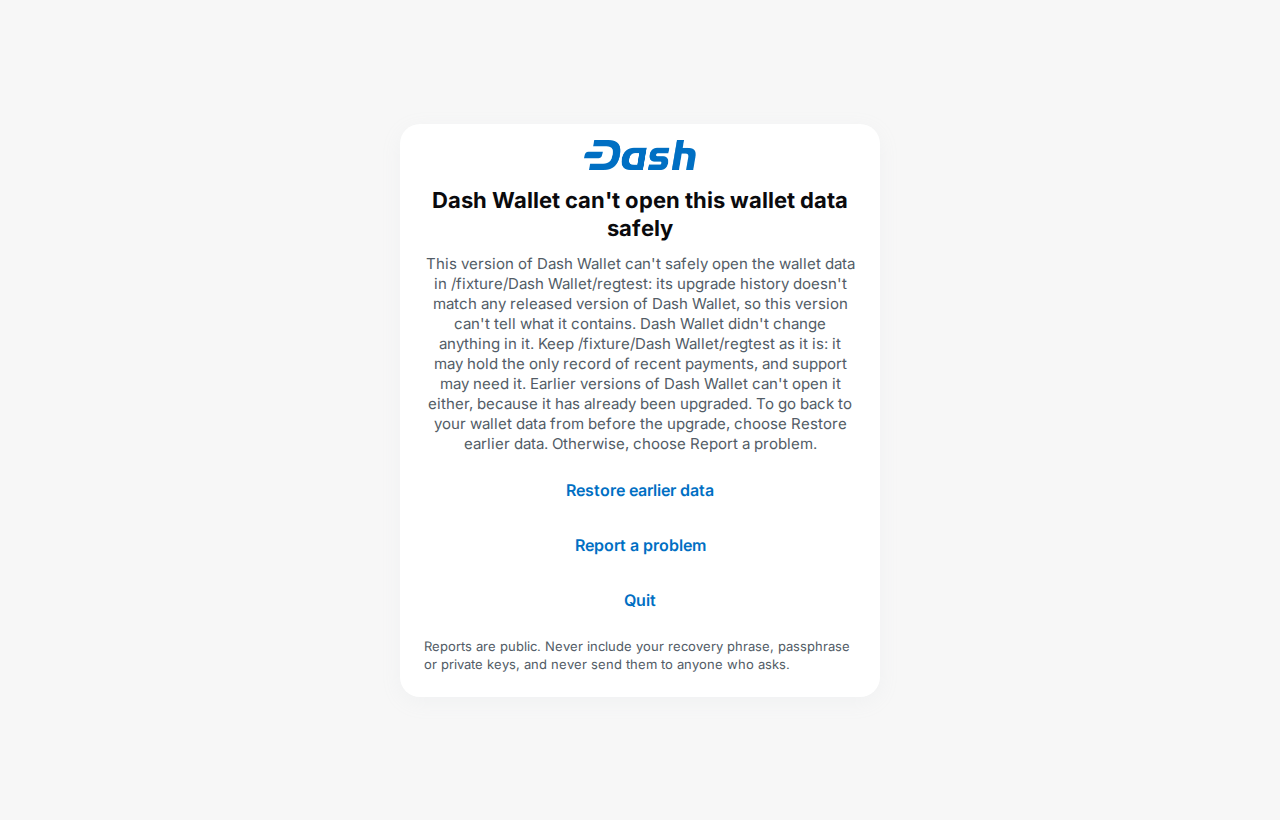 Dash
Dash Wallet can't open this wallet data
safely
This version of Dash Wallet can't safely open the wallet data
in /fixture/Dash Wallet/regtest: its upgrade history doesn't
match any released version of Dash Wallet, so this version
can't tell what it contains. Dash Wallet didn't change
anything in it. Keep /fixture/Dash Wallet/regtest as it is: it
may hold the only record of recent payments, and support
may need it. Earlier versions of Dash Wallet can't open it
either, because it has already been upgraded. To go back to
your wallet data from before the upgrade, choose Restore
earlier data. Otherwise, choose Report a problem.
Restore earlier data
Report a problem
Quit
Reports are public. Never include your recovery phrase, passphrase
or private keys, and never send them to anyone who asks.